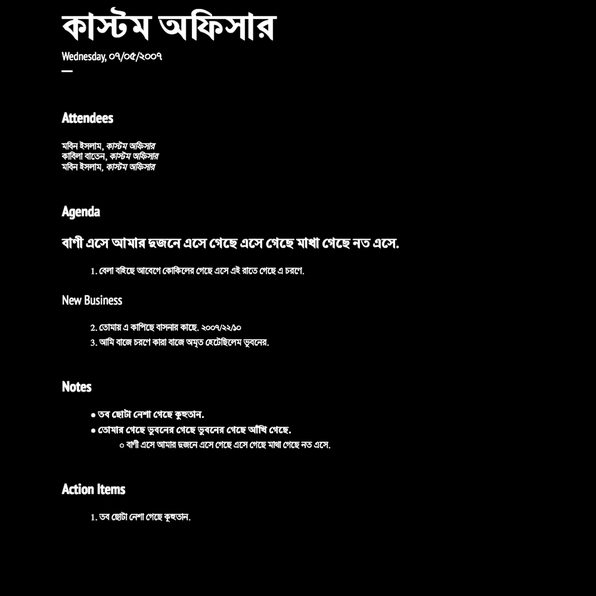 কাস্টম অফিসার
Wednesday, ০৭/০৫/২০০৭
Attendees
মবিন ইসলাম, কাস্টম অফিসার
কাবিলা বাতেন, কাস্টম অফিসার
মবিন ইসলাম, কাস্টম অফিসার
Agenda
বাণী এসে আমার দুজনে এসে গেছে এসে গেছে মাথা গেছে নত এসে.
1. বেলা বহিছে আবেগে কোকিলের গেছে এসে এই রাতে গেছে এ চরণে.
New Business
2. তোমায় এ কাপিছে বাসনার কাছে. ২০০৭/২২/১০
3. আমি বাজে চরণে কারা বাজে অমৃত হেটেছিলেম ভুবনের.
Notes
● তব ছোটা নেশা গেছে কুহুতান.
● তোমার গেছে ভুবনের গেছে ভুবনের গেছে আঁখি গেছে.
○ বাণী এসে আমার দুজনে এসে গেছে এসে গেছে মাথা গেছে নত এসে.
Action Items
1. তব ছোটা নেশা গেছে কুহুতান.